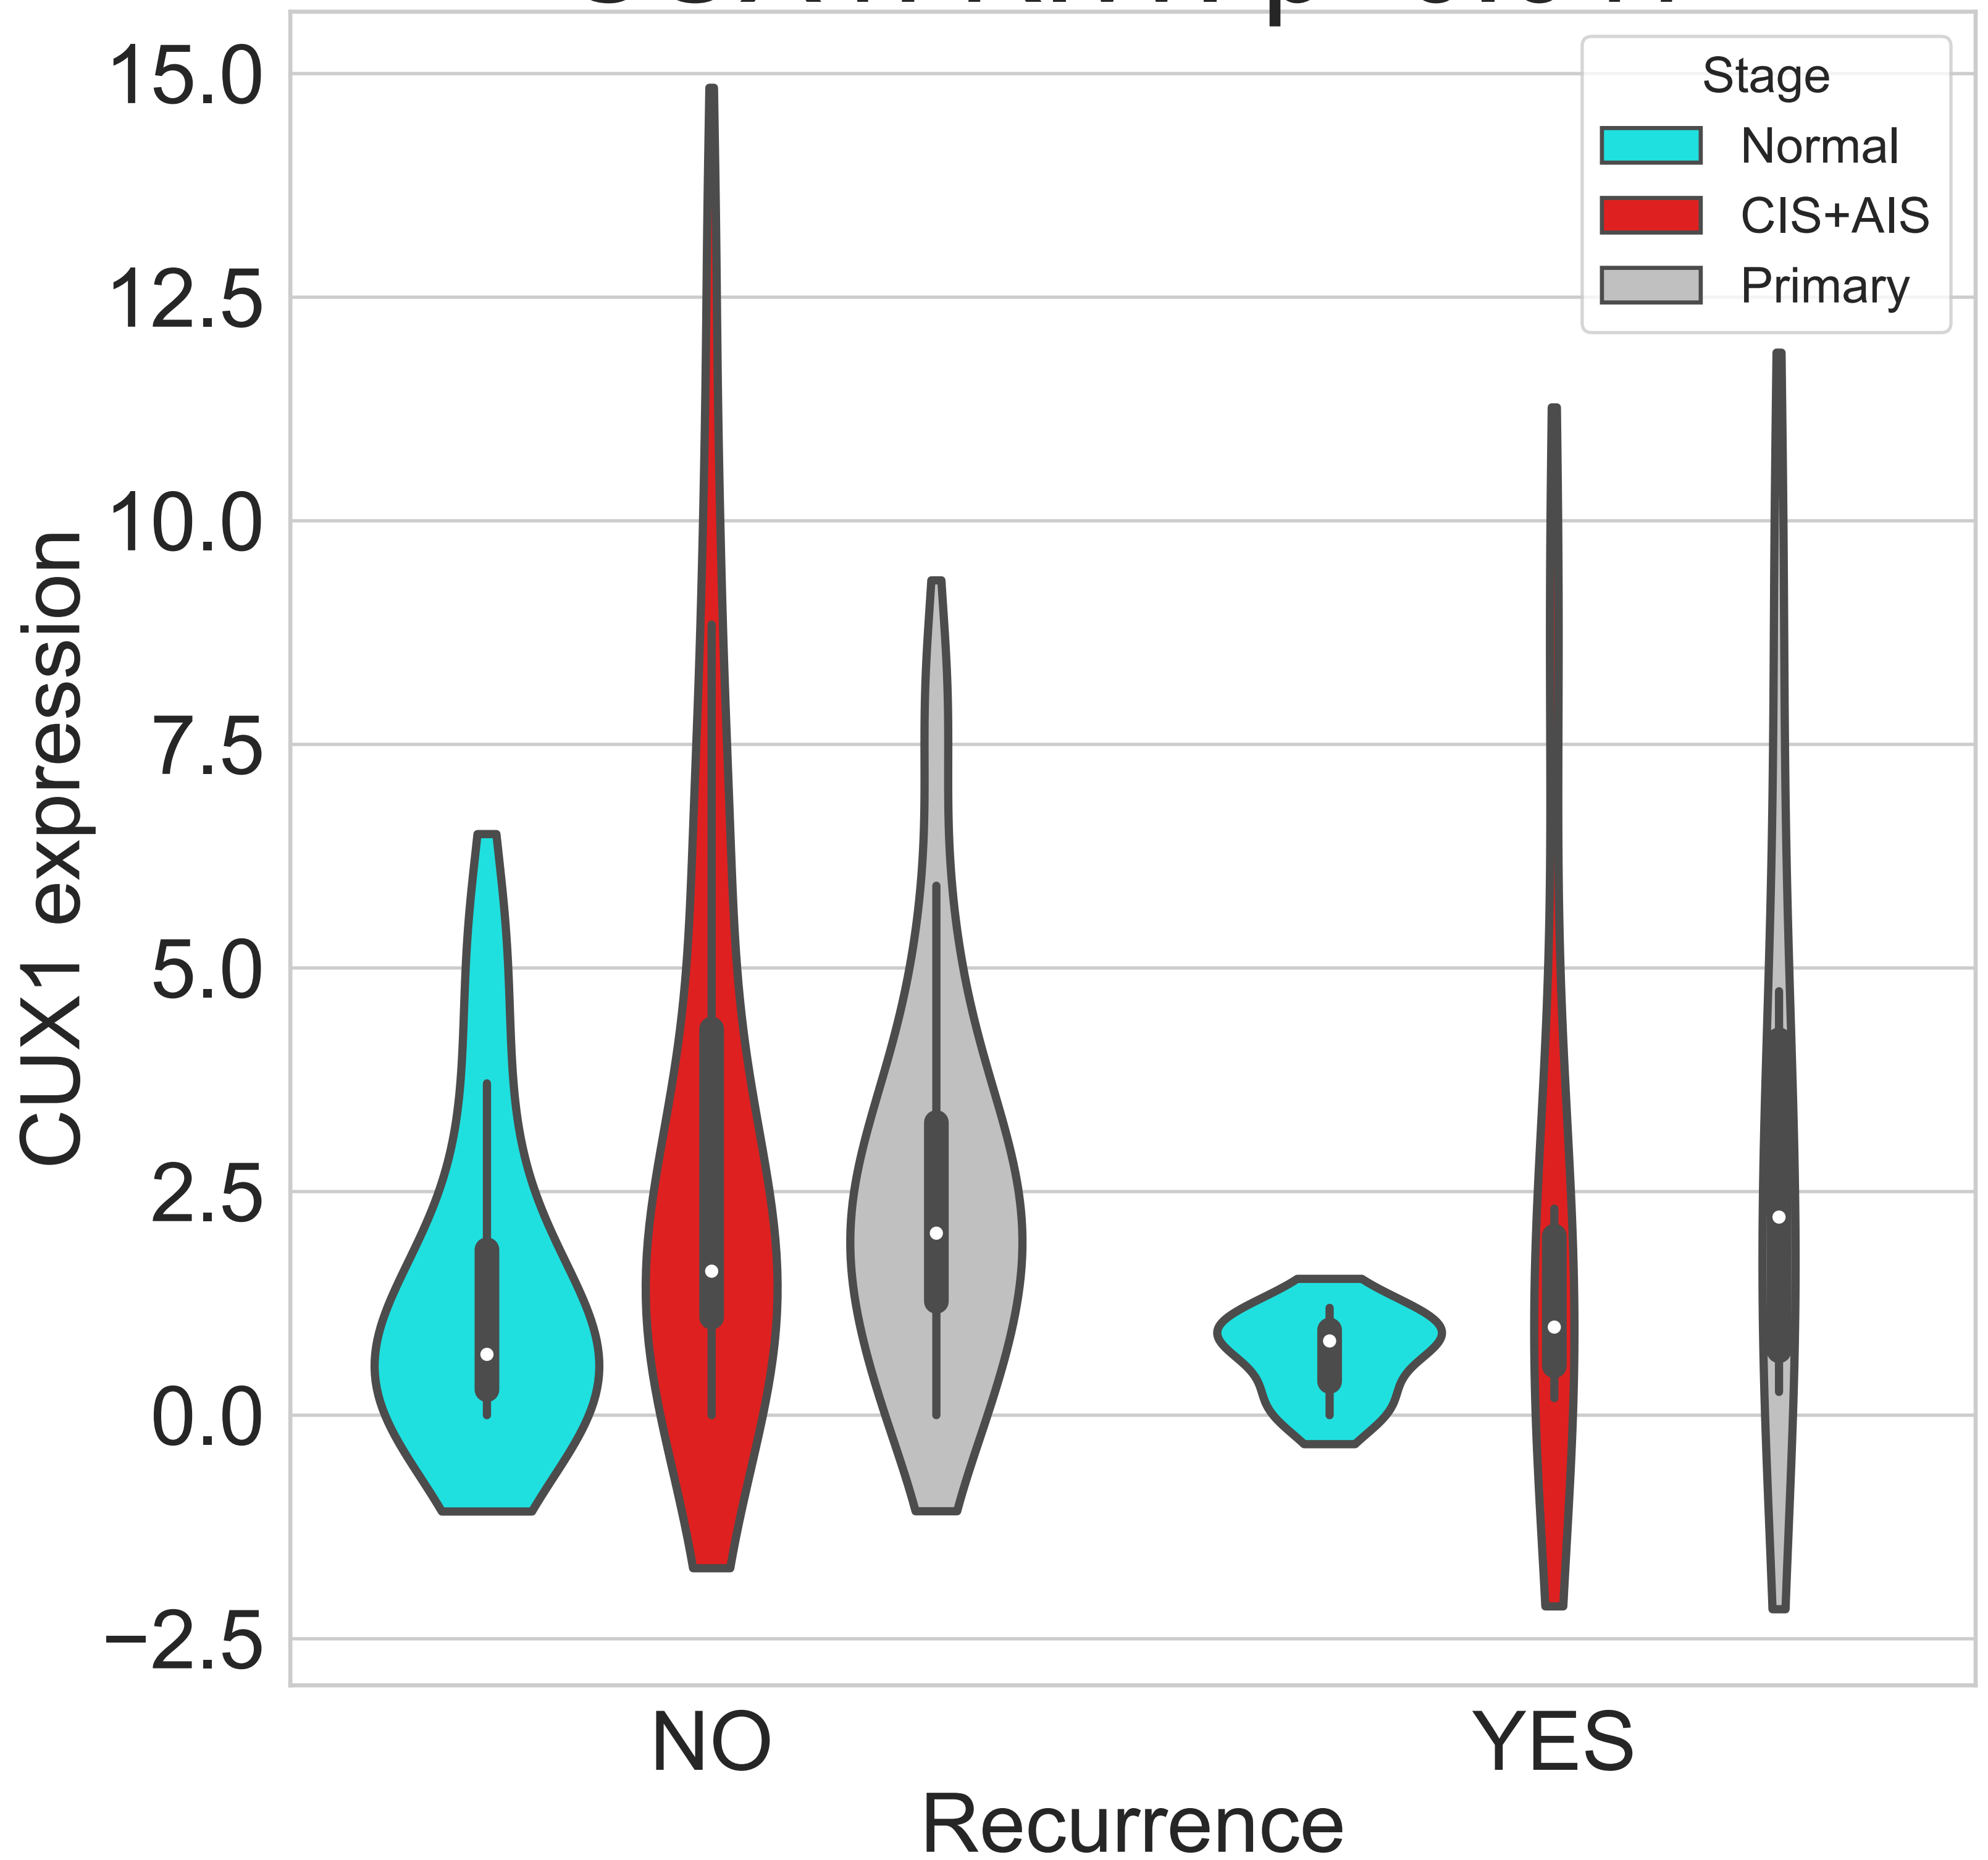 15.0
12.5
10.0
7.5
5.0
2.5
0.0
−2.5
CUX1 expression
Stage
Normal
CIS+AIS
Primary
NO
YES
Recurrence